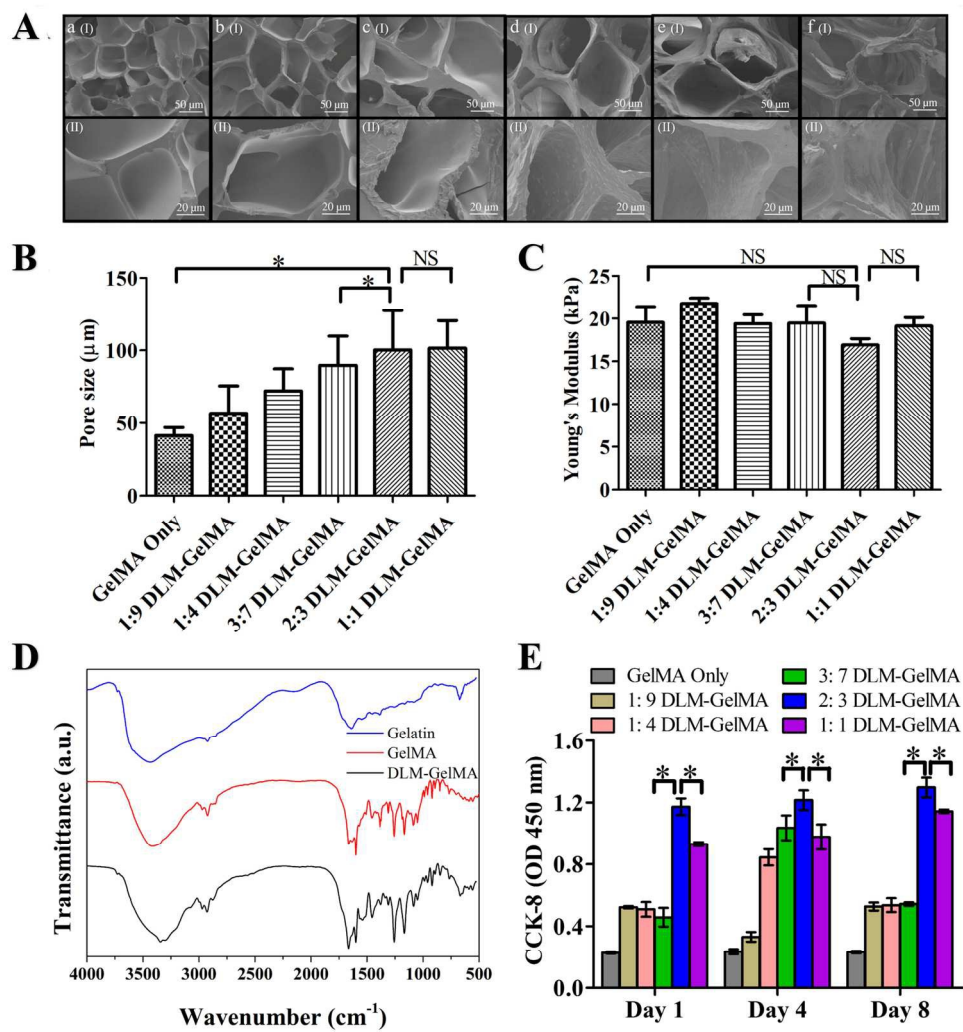 A
a (I)
b (I)
c (I)
d (I)
e (I)
f (I)
50 μm
50 μm
50 μm
50 μm
50 μm
50 μm
(II)
(II)
(II)
(II)
(II)
(II)
20 μm
20 μm
20 μm
20 μm
20 μm
20 μm
B
Pore size (μm)
150
100
50
0
*
*
NS
GelMA Only
1:9 DLM-GelMA
1:4 DLM-GelMA
3:7 DLM-GelMA
2:3 DLM-GelMA
1:1 DLM-GelMA
C
Young's Modulus (kPa)
25
20
15
10
5
0
NS
NS
NS
GelMA Only
1:9 DLM-GelMA
1:4 DLM-GelMA
3:7 DLM-GelMA
2:3 DLM-GelMA
1:1 DLM-GelMA
D
Transmittance (a.u.)
Gelatin
GelMA
DLM-GelMA
4000 3500 3000 2500 2000 1500 1000 500
Wavenumber (cm⁻¹)
E
GelMA Only
1: 9 DLM-GelMA
1: 4 DLM-GelMA
3: 7 DLM-GelMA
2: 3 DLM-GelMA
1: 1 DLM-GelMA
CCK-8 (OD 450 nm)
1.6
1.2
0.8
0.4
0.0
* *
* *
* *
Day 1 Day 4 Day 8